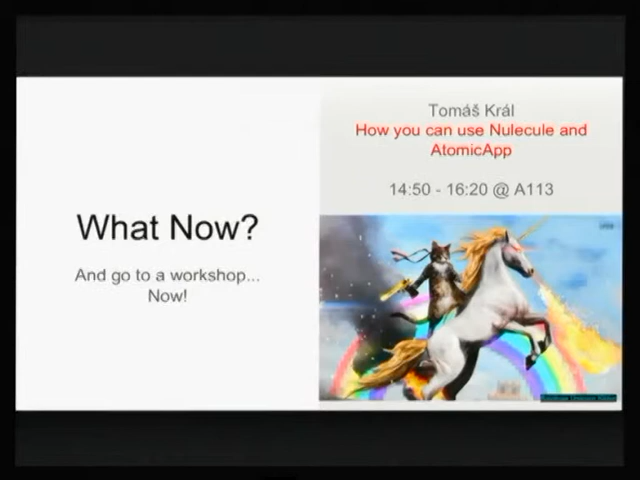 What Now?
And go to a workshop...
Now!
Tomáš Král
How you can use Nulecule and
AtomicApp
14:50 - 16:20 @ A113